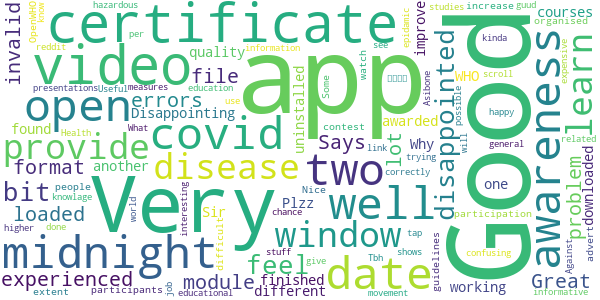 hazardous
OpenWHO
know
studies
increase
guud
certificate
per
reddit
epidemic
improve
organised
kinda
expensive
courses
invalid
video
app
Good
awareness
learn
information
presentations
Useful
measures
education
quality
watch
see
WHO
scroll
possible
open
errors
file
Some
Asibone
disappointed
happy
Disappointing
uninstalled
use
covid
contest
awarded
What
Health
found
provide
two
Says
lot
Why
link
trying
will
general
problem
downloaded
format
another
disease
correctly
one
related
bit
people
knowlage
Very
Sir
Plzz
Nice
chance
well
participation
advert
Against
loaded
world
interesting
difficult
midnight
window
tap
guidelines
working
Great
confusing
higher
done
feel
stuff
give
Tbh
shows
date
experienced
module
finished
different
movement
informative
extent
participants
job
educational